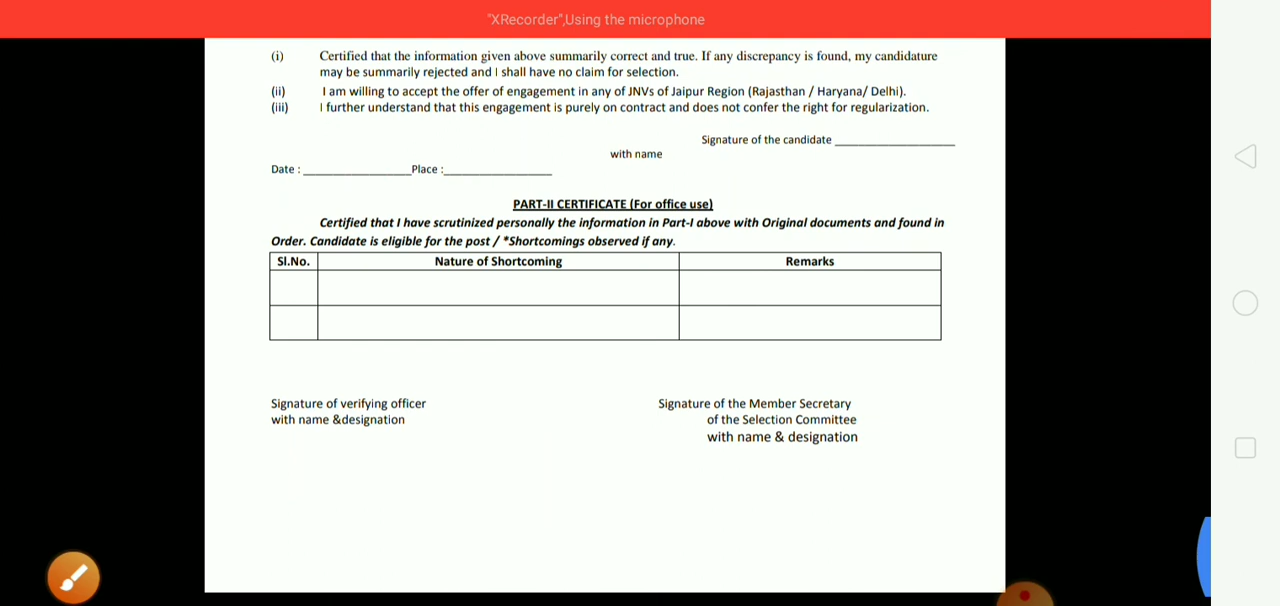 "XRecorder",Using the microphone
(i) Certified that the information given above summarily correct and true. If any discrepancy is found, my candidature
may be summarily rejected and I shall have no claim for selection.
(ii) I am willing to accept the offer of engagement in any of JNVs of Jaipur Region (Rajasthan / Haryana/ Delhi).
(iii) I further understand that this engagement is purely on contract and does not confer the right for regularization.
Signature of the candidate ____________________
with name
Date : __________________Place :__________________
PART-II CERTIFICATE (For office use)
Certified that I have scrutinized personally the information in Part-I above with Original documents and found in
Order. Candidate is eligible for the post / *Shortcomings observed if any.
Sl.No. Nature of Shortcoming Remarks
Signature of verifying officer Signature of the Member Secretary
with name &designation of the Selection Committee
with name & designation